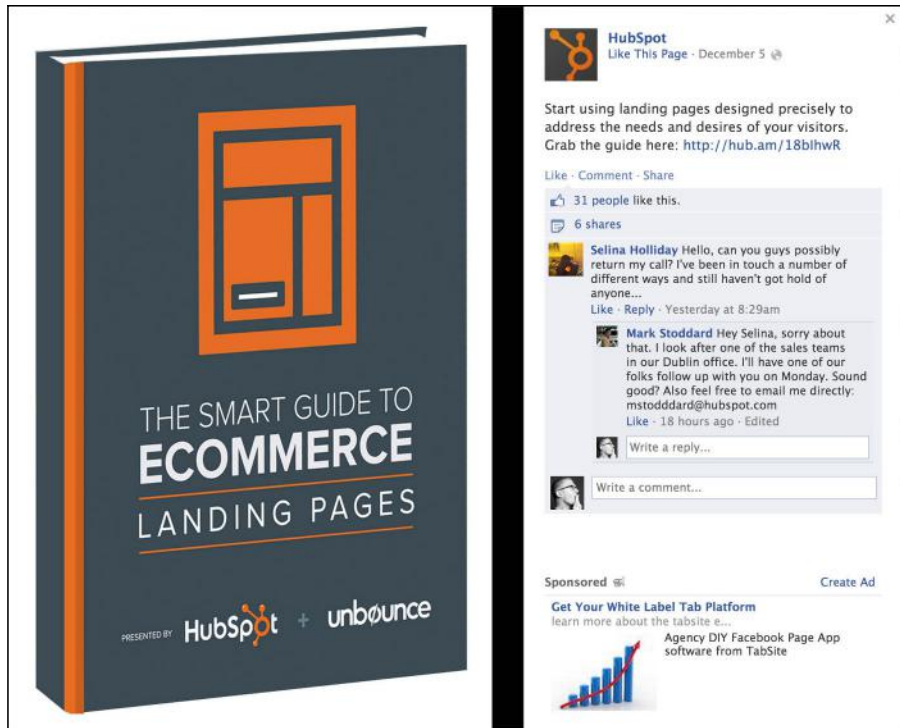 THE SMART GUIDE TO
ECOMMERCE
LANDING PAGES
PRESENTED BY HubSpot + unbounce
HubSpot
Like This Page · December 5
Start using landing pages designed precisely to
address the needs and desires of your visitors.
Grab the guide here: http://hub.am/18blhwR
Like · Comment · Share
31 people like this.
6 shares
Selina Holliday Hello, can you guys possibly
return my call? I've been in touch a number of
different ways and still haven't got hold of
anyone...
Like · Reply · Yesterday at 8:29am
Mark Stoddard Hey Selina, sorry about
that. I look after one of the sales teams
in our Dublin office. I'll have one of our
folks follow up with you on Monday. Sound
good? Also feel free to email me directly:
mstodddard@hubspot.com
Like · 18 hours ago · Edited
Write a reply...
Write a comment...
Sponsored
Create Ad
Get Your White Label Tab Platform
learn more about the tabsite e...
Agency DIY Facebook Page App
software from TabSite